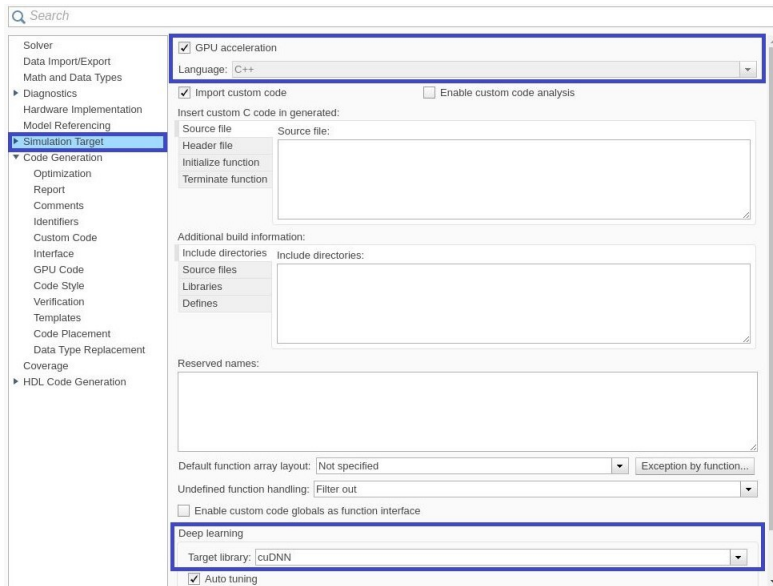 Search
Solver
Data Import/Export
Math and Data Types
Diagnostics
Hardware Implementation
Model Referencing
Simulation Target
Code Generation
Optimization
Report
Comments
Identifiers
Custom Code
Interface
GPU Code
Code Style
Verification
Templates
Code Placement
Data Type Replacement
Coverage
HDL Code Generation
GPU acceleration
Language: C++
Import custom code Enable custom code analysis
Insert custom C code in generated:
Source file
Header file
Initialize function
Terminate function
Source file:
Additional build information:
Include directories
Source files
Libraries
Defines
Include directories:
Reserved names:
Default function array layout: Not specified Exception by function...
Undefined function handling: Filter out
Enable custom code globals as function interface
Deep learning
Target library: cuDNN
Auto tuning